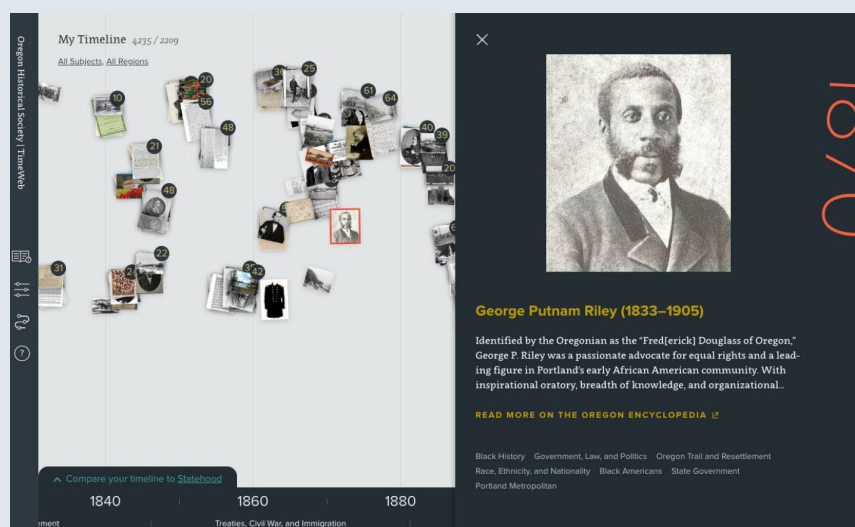 Oregon Historical Society | TimeWeb
My Timeline 4235 / 2209
All Subjects, All Regions
10
20
56
48
21
48
22
31
25
61
64
40
39
20
42
Compare your timeline to Statehood
1840
1860
1880
Treaties, Civil War, and Immigration
1870
George Putnam Riley (1833–1905)
Identified by the Oregonian as the “Fred[erick] Douglass of Oregon,”
George P. Riley was a passionate advocate for equal rights and a lead-
ing figure in Portland's early African American community. With
inspirational oratory, breadth of knowledge, and organizational...
READ MORE ON THE OREGON ENCYCLOPEDIA
Black History Government, Law, and Politics Oregon Trail and Resettlement
Race, Ethnicity, and Nationality Black Americans State Government
Portland Metropolitan